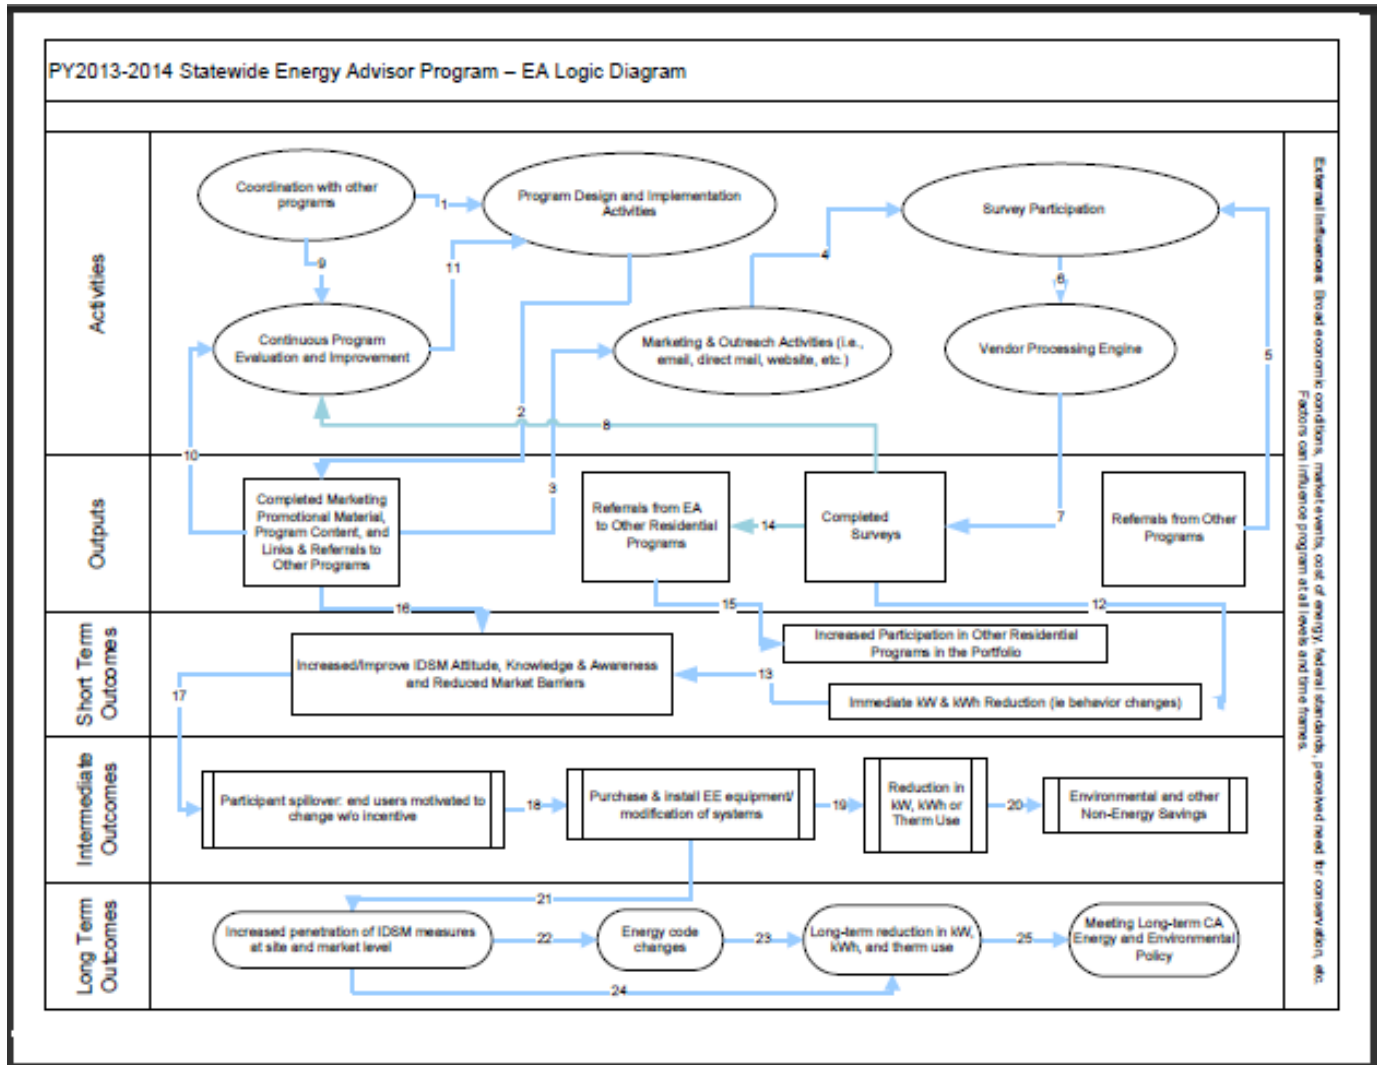 PY2013-2014 Statewide Energy Advisor Program – EA Logic Diagram
Activities
Coordination with other
programs
1
Program Design and Implementation
Activities
Survey Participation
9
11
4
6
5
Continuous Program
Evaluation and Improvement
Marketing & Outreach Activities (i.e.,
email, direct mail, website, etc.)
Vendor Processing Engine
2
8
10
3
7
Outputs
Completed Marketing
Promotional Material,
Program Content, and
Links & Referrals to
Other Programs
Referrals from EA
to Other Residential
Programs
14
Completed
Surveys
Referrals from Other
Programs
16
15
12
Short Term
Outcomes
Increased/Improve IDSM Attitude, Knowledge & Awareness
and Reduced Market Barriers
Increased Participation in Other Residential
Programs in the Portfolio
13
Immediate kW & kWh Reduction (ie behavior changes)
17
Intermediate
Outcomes
Participant spillover: end users motivated to
change w/o incentive
18
Purchase & install EE equipment/
modification of systems
19
Reduction in
kW, kWh or
Therm Use
20
Environmental and other
Non-Energy Savings
21
Long Term
Outcomes
Increased penetration of IDSM measures
at site and market level
22
Energy code
changes
23
Long-term reduction in kW,
kWh, and therm use
25
Meeting Long-term CA
Energy and Environmental
Policy
24
External Influences: Broad economic conditions, market events, cost of energy, federal standards, perceived need for conservation, etc.
Factors can influence program at all levels and time frames.